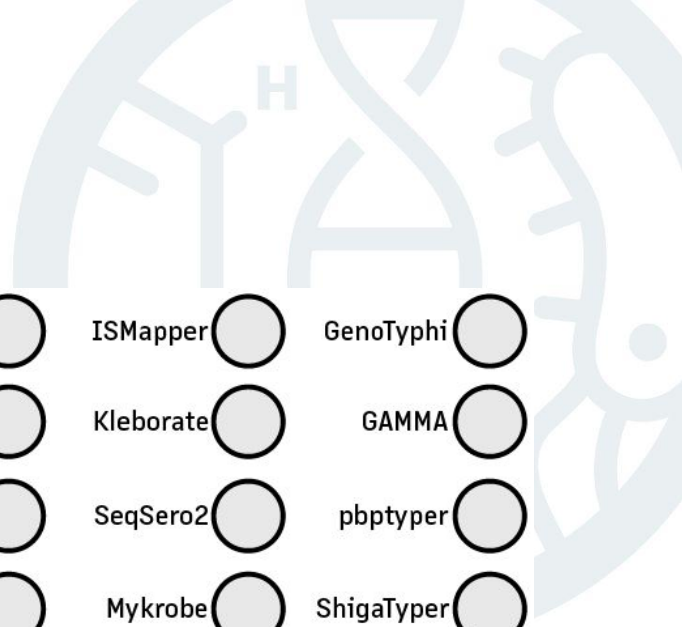 H
ISMapper GenoTyphi
Kleborate GAMMA
SeqSero2 pbptyper
Mykrobe ShigaTyper